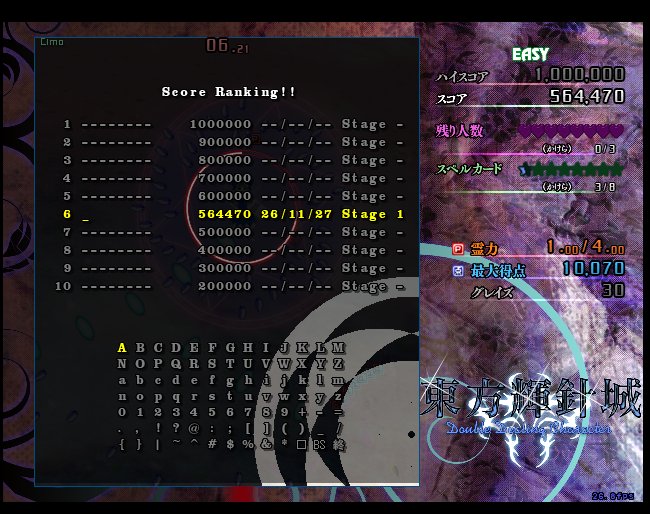 Cimo
06.21
Score Ranking!!
1 --------- 1000000 --/--/-- Stage -
2 --------- 900000 --/--/-- Stage -
3 --------- 800000 --/--/-- Stage -
4 --------- 700000 --/--/-- Stage -
5 --------- 600000 --/--/-- Stage -
6 _ 564470 26/11/27 Stage 1
7 --------- 500000 --/--/-- Stage -
8 --------- 400000 --/--/-- Stage -
9 --------- 300000 --/--/-- Stage -
10 --------- 200000 --/--/-- Stage -
A B C D E F G H I J K L M
N O P Q R S T U V W X Y Z
a b c d e f g h i j k l m
n o p q r s t u v w x y z
0 1 2 3 4 5 6 7 8 9 + - =
. , ! ? @ : ; [ ] ( ) _ /
{ } | ~ ^ # $ % & * □ BS 終
EASY
ハイスコア 1,000,000
スコア 564,470
残り人数
(かけら) 0/3
スペルカード
(かけら) 3/8
P 霊力 1.00/4.00
最大得点 10,070
グレイズ 30
東方輝針城
Double Dealing Character
26.8fps